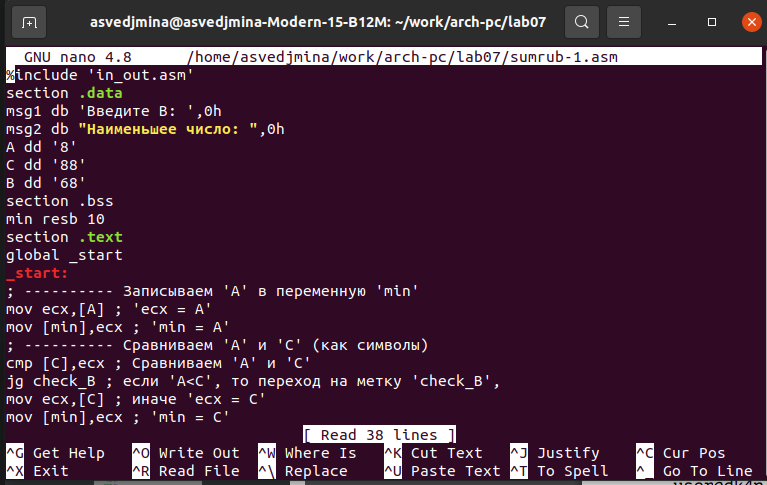 asvedjmina@asvedjmina-Modern-15-B12M: ~/work/arch-pc/lab07
GNU nano 4.8 /home/asvedjmina/work/arch-pc/lab07/sumrub-1.asm
%include 'in_out.asm'
section .data
msg1 db 'Введите B: ',0h
msg2 db "Наименьшее число: ",0h
A dd '8'
C dd '88'
B dd '68'
section .bss
min resb 10
section .text
global _start
_start:
; ---------- Записываем 'A' в переменную 'min'
mov ecx,[A] ; 'ecx = A'
mov [min],ecx ; 'min = A'
; ---------- Сравниваем 'A' и 'C' (как символы)
cmp [C],ecx ; Сравниваем 'A' и 'C'
jg check_B ; если 'A<C', то переход на метку 'check_B',
mov ecx,[C] ; иначе 'ecx = C'
mov [min],ecx ; 'min = C'
[ Read 38 lines ]
^G Get Help ^O Write Out ^W Where Is ^K Cut Text ^J Justify ^C Cur Pos
^X Exit ^R Read File ^\ Replace ^U Paste Text ^T To Spell ^_ Go To Line